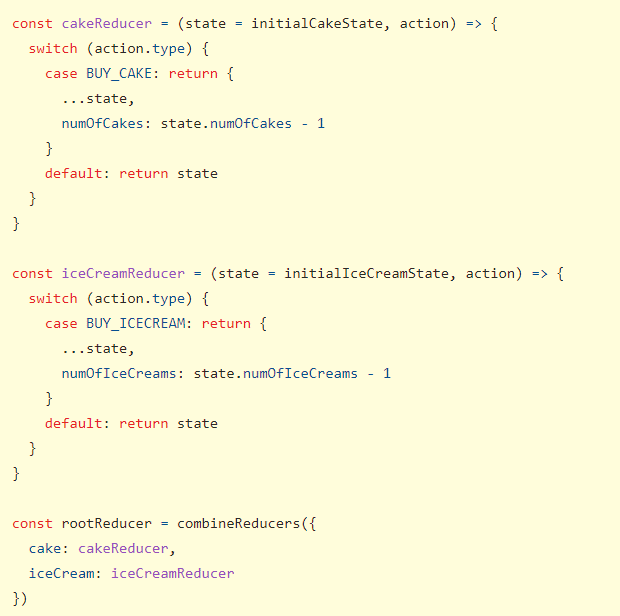 const cakeReducer = (state = initialCakeState, action) => {
  switch (action.type) {
    case BUY_CAKE: return {
      ...state,
      numOfCakes: state.numOfCakes - 1
    }
    default: return state
  }
}

const iceCreamReducer = (state = initialIceCreamState, action) => {
  switch (action.type) {
    case BUY_ICECREAM: return {
      ...state,
      numOfIceCreams: state.numOfIceCreams - 1
    }
    default: return state
  }
}

const rootReducer = combineReducers({
  cake: cakeReducer,
  iceCream: iceCreamReducer
})